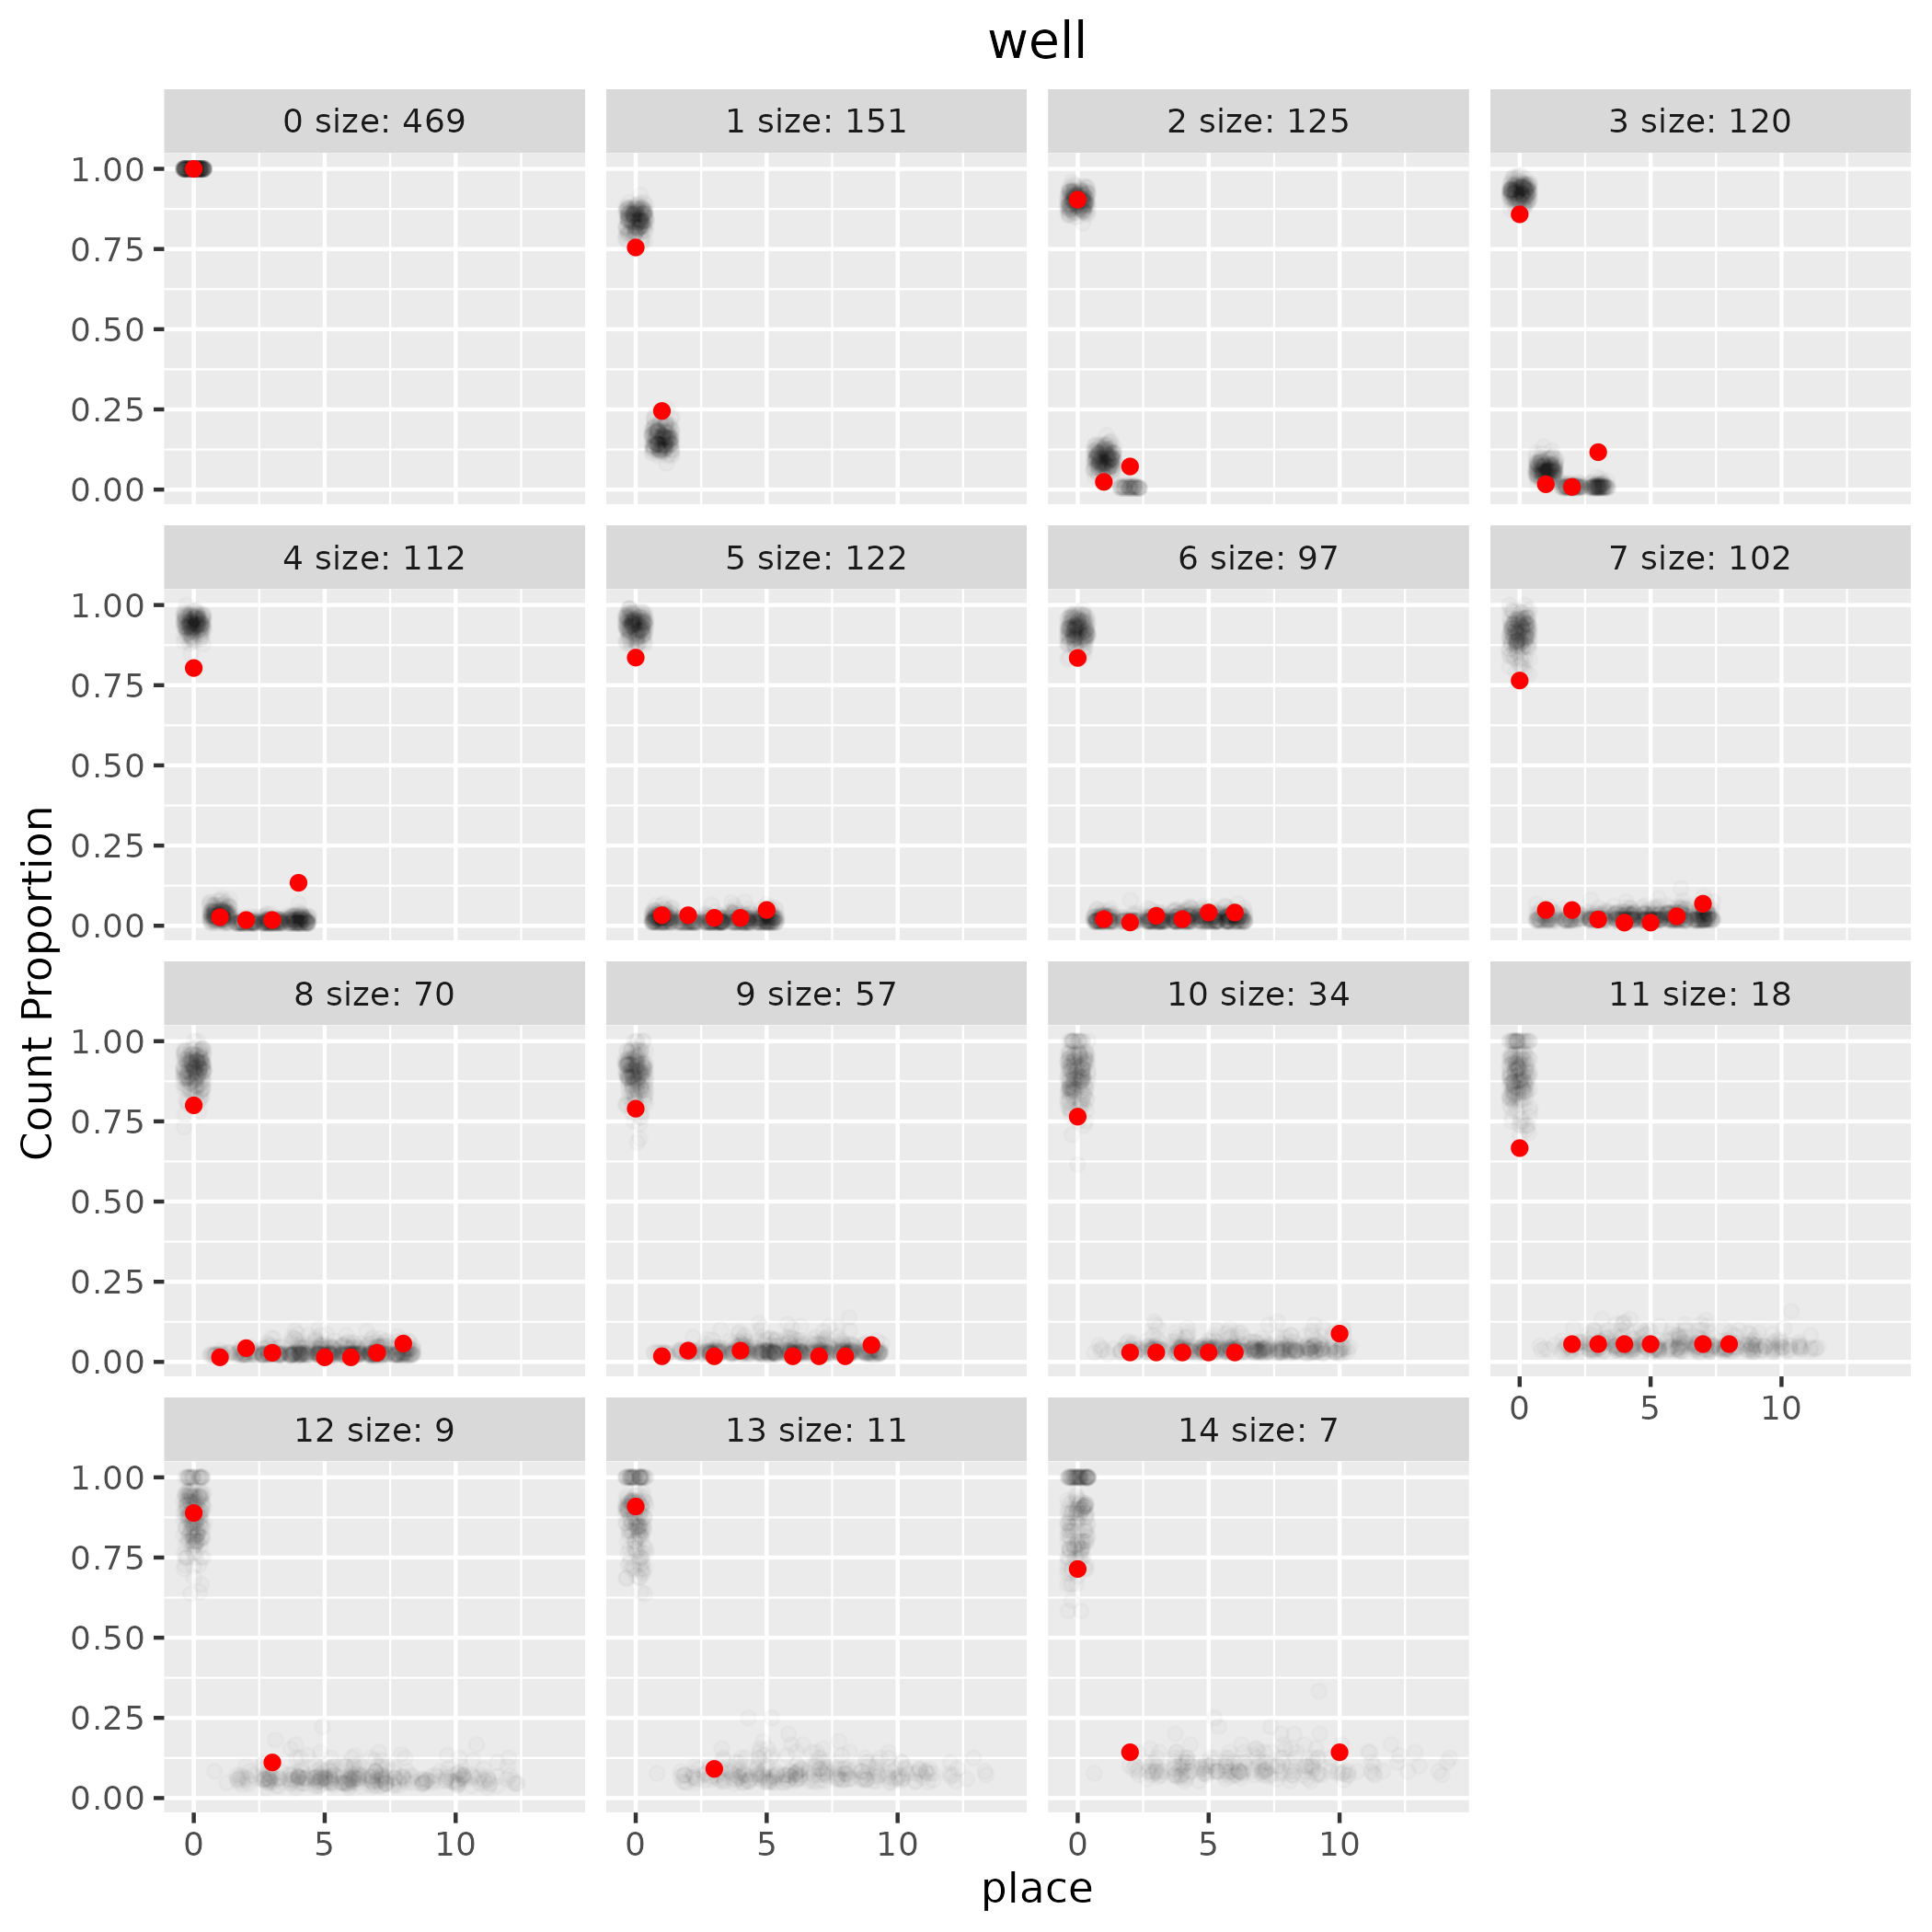 well
0 size: 469
1 size: 151
2 size: 125
3 size: 120
1.00
0.75
0.50
0.25
0.00
4 size: 112
5 size: 122
6 size: 97
7 size: 102
1.00
0.75
0.50
0.25
0.00
8 size: 70
9 size: 57
10 size: 34
11 size: 18
1.00
0.75
0.50
0.25
0.00
0 5 10
12 size: 9
13 size: 11
14 size: 7
1.00
0.75
0.50
0.25
0.00
0 5 10
0 5 10
0 5 10
Count Proportion
place